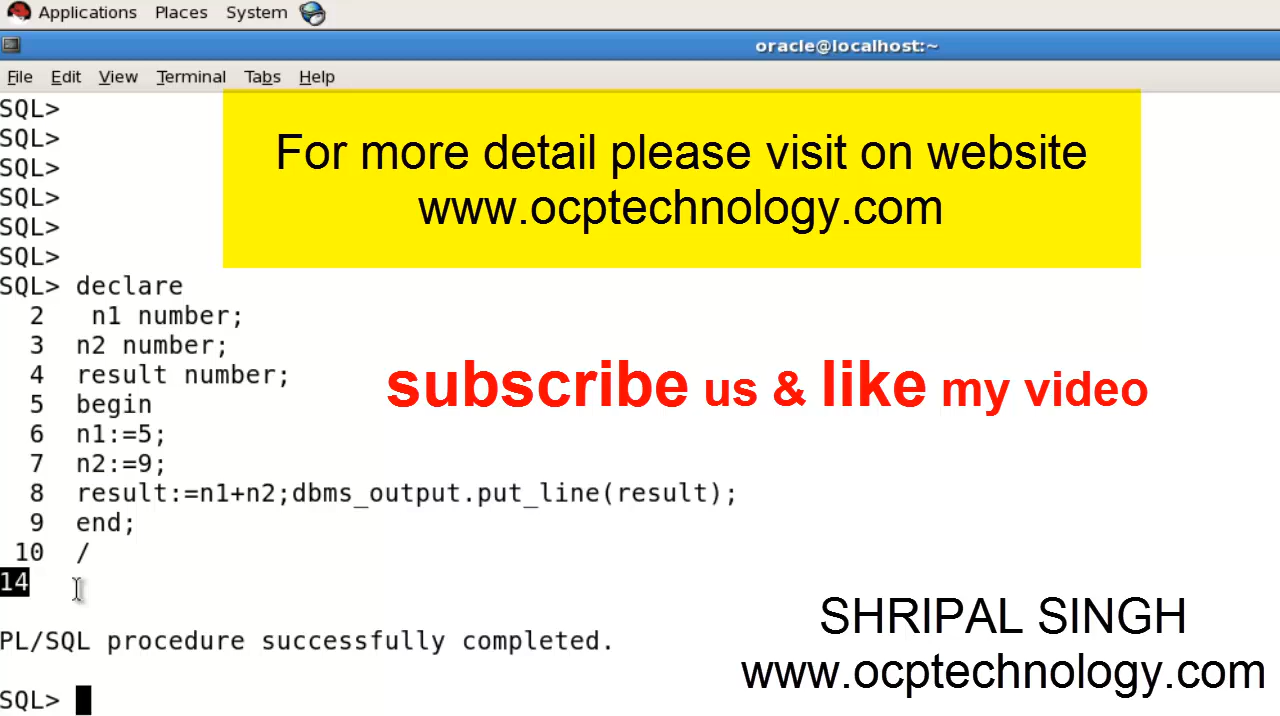 Applications Places System
oracle@localhost:~
File Edit View Terminal Tabs Help
SQL>
SQL>
SQL>
SQL>
SQL>
SQL>
For more detail please visit on website
www.ocptechnology.com
SQL> declare
2 n1 number;
3 n2 number;
4 result number;
5 begin
6 n1:=5;
7 n2:=9;
8 result:=n1+n2;dbms_output.put_line(result);
9 end;
10 /
14
subscribe us & like my video
PL/SQL procedure successfully completed.
SQL>
SHRIPAL SINGH
www.ocptechnology.com